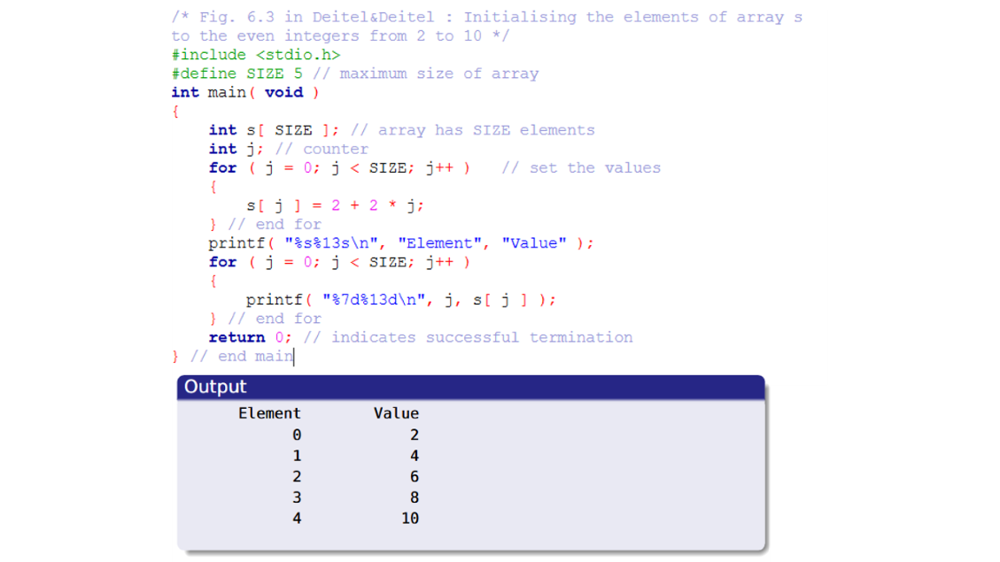 /* Fig. 6.3 in Deitel&Deitel : Initialising the elements of array s
to the even integers from 2 to 10 */
#include <stdio.h>
#define SIZE 5 // maximum size of array
int main( void )
{
    int s[ SIZE ]; // array has SIZE elements
    int j; // counter
    for ( j = 0; j < SIZE; j++ )   // set the values
    {
        s[ j ] = 2 + 2 * j;
    } // end for
    printf( "%s%13s\n", "Element", "Value" );
    for ( j = 0; j < SIZE; j++ )
    {
        printf( "%7d%13d\n", j, s[ j ] );
    } // end for
    return 0; // indicates successful termination
} // end main
Output
Element        Value
0            2
1            4
2            6
3            8
4           10